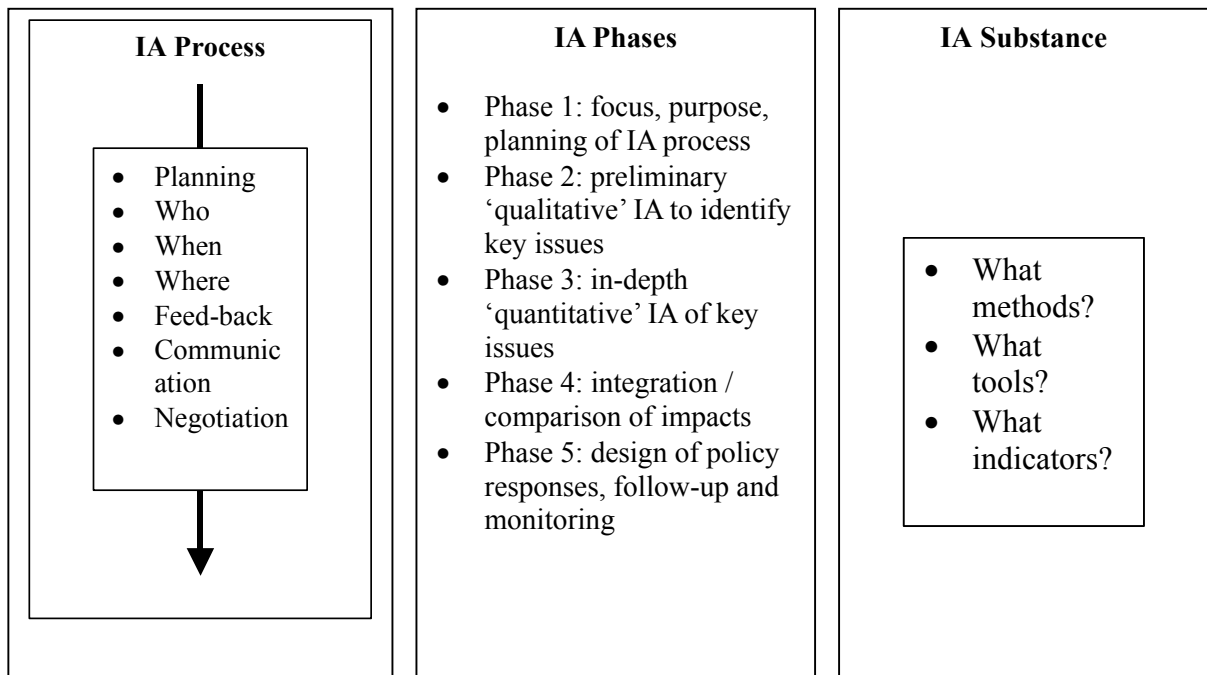 IA Process
• Planning
• Who
• When
• Where
• Feed-back
• Communic
ation
• Negotiation
IA Phases
• Phase 1: focus, purpose,
planning of IA process
• Phase 2: preliminary
‘qualitative’ IA to identify
key issues
• Phase 3: in-depth
‘quantitative’ IA of key
issues
• Phase 4: integration /
comparison of impacts
• Phase 5: design of policy
responses, follow-up and
monitoring
IA Substance
• What
methods?
• What
tools?
• What
indicators?